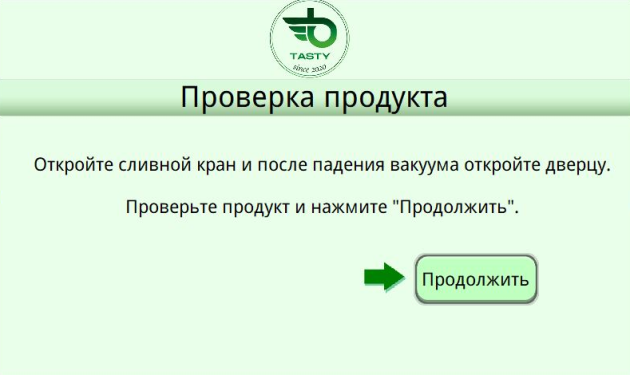 TASTY
since 2020
Проверка продукта
Откройте сливной кран и после падения вакуума откройте дверцу.
Проверьте продукт и нажмите "Продолжить".
Продолжить